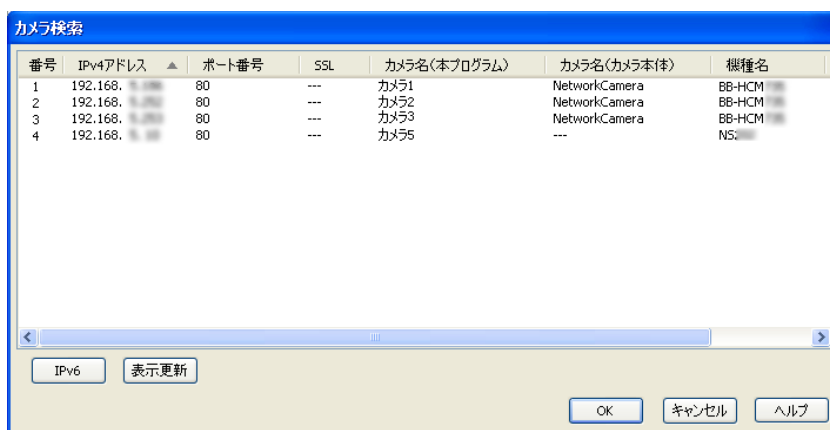 カメラ検索
番号 IPv4アドレス ポート番号 SSL カメラ名(本プログラム) カメラ名(カメラ本体) 機種名
1 192.168. 80 --- カメラ1 NetworkCamera BB-HCM
2 192.168. 80 --- カメラ2 NetworkCamera BB-HCM
3 192.168. 80 --- カメラ3 NetworkCamera BB-HCM
4 192.168. 80 --- カメラ5 --- NS
IPv6 表示更新
OK キャンセル ヘルプ